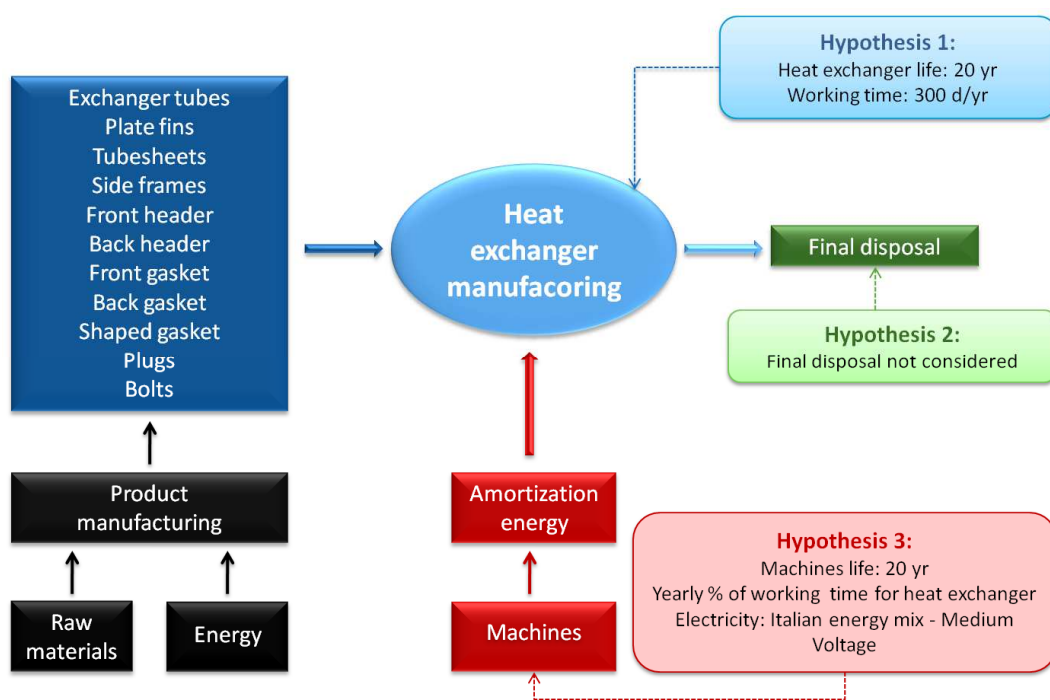 Hypothesis 1:
Heat exchanger life: 20 yr
Working time: 300 d/yr
Exchanger tubes
Plate fins
Tubesheets
Side frames
Front header
Back header
Front gasket
Back gasket
Shaped gasket
Plugs
Bolts
Heat
exchanger
manufacoring
Final disposal
Hypothesis 2:
Final disposal not considered
Product
manufacturing
Raw
materials
Energy
Amortization
energy
Machines
Hypothesis 3:
Machines life: 20 yr
Yearly % of working time for heat exchanger
Electricity: Italian energy mix - Medium
Voltage